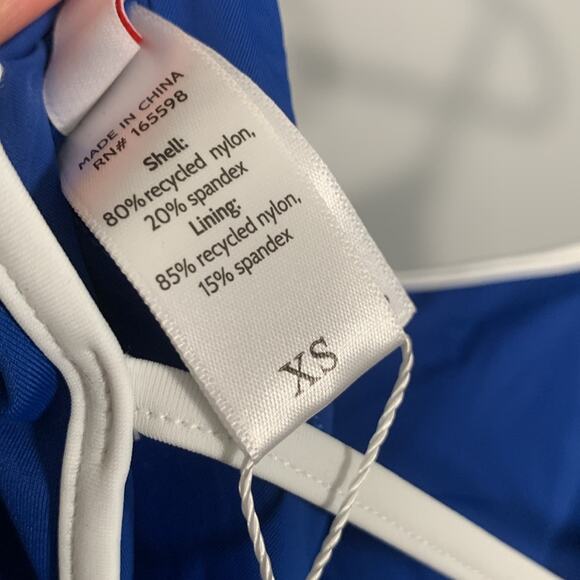 MADE IN CHINA
RN# 165598
Shell:
80% recycled nylon,
20% spandex
Lining:
85% recycled nylon,
15% spandex
XS